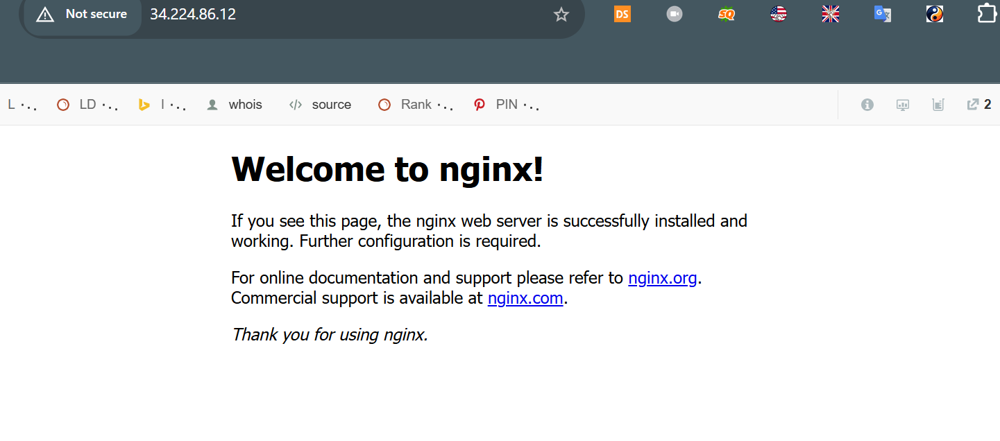 Not secure 34.224.86.12
DS SQ G
L LD I whois source Rank PIN 2
Welcome to nginx!
If you see this page, the nginx web server is successfully installed and
working. Further configuration is required.
For online documentation and support please refer to nginx.org.
Commercial support is available at nginx.com.
Thank you for using nginx.